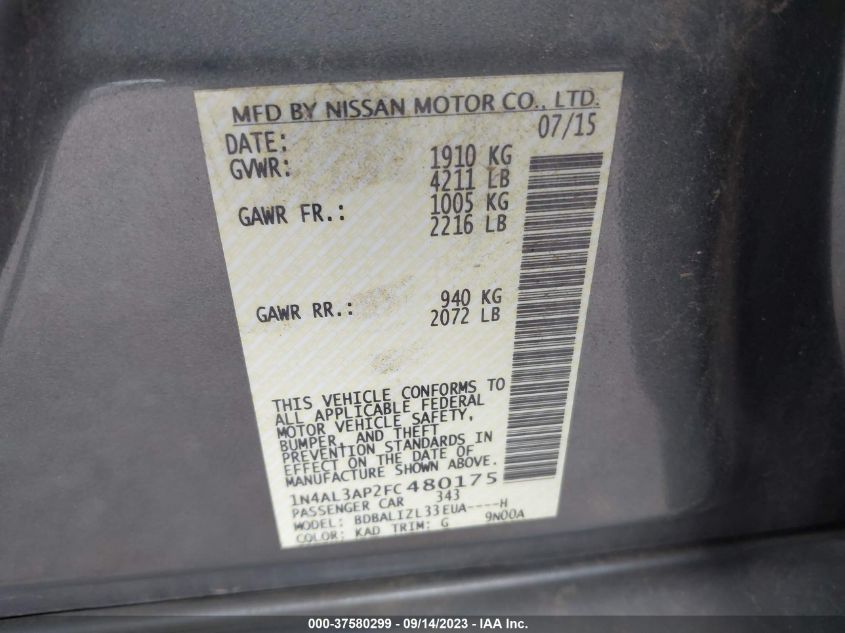 MFD BY NISSAN MOTOR CO., LTD.
DATE: 07/15
GVWR: 1910 KG
4211 LB
GAWR FR.: 1005 KG
2216 LB
GAWR RR.: 940 KG
2072 LB
THIS VEHICLE CONFORMS TO
ALL APPLICABLE FEDERAL
MOTOR VEHICLE SAFETY,
BUMPER, AND THEFT
PREVENTION STANDARDS IN
EFFECT ON THE DATE OF
MANUFACTURE SHOWN ABOVE.
1N4AL3AP2FC480175
PASSENGER CAR 343
MODEL: BDBALIZL33EUA----H
COLOR: KAD TRIM: G 9N00A
000-37580299 - 09/14/2023 - IAA Inc.